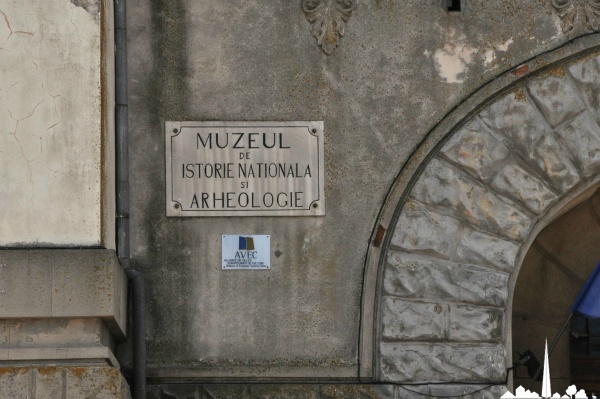 MUZEUL
DE
ISTORIE NATIONALA
SI
ARHEOLOGIE
AVEC